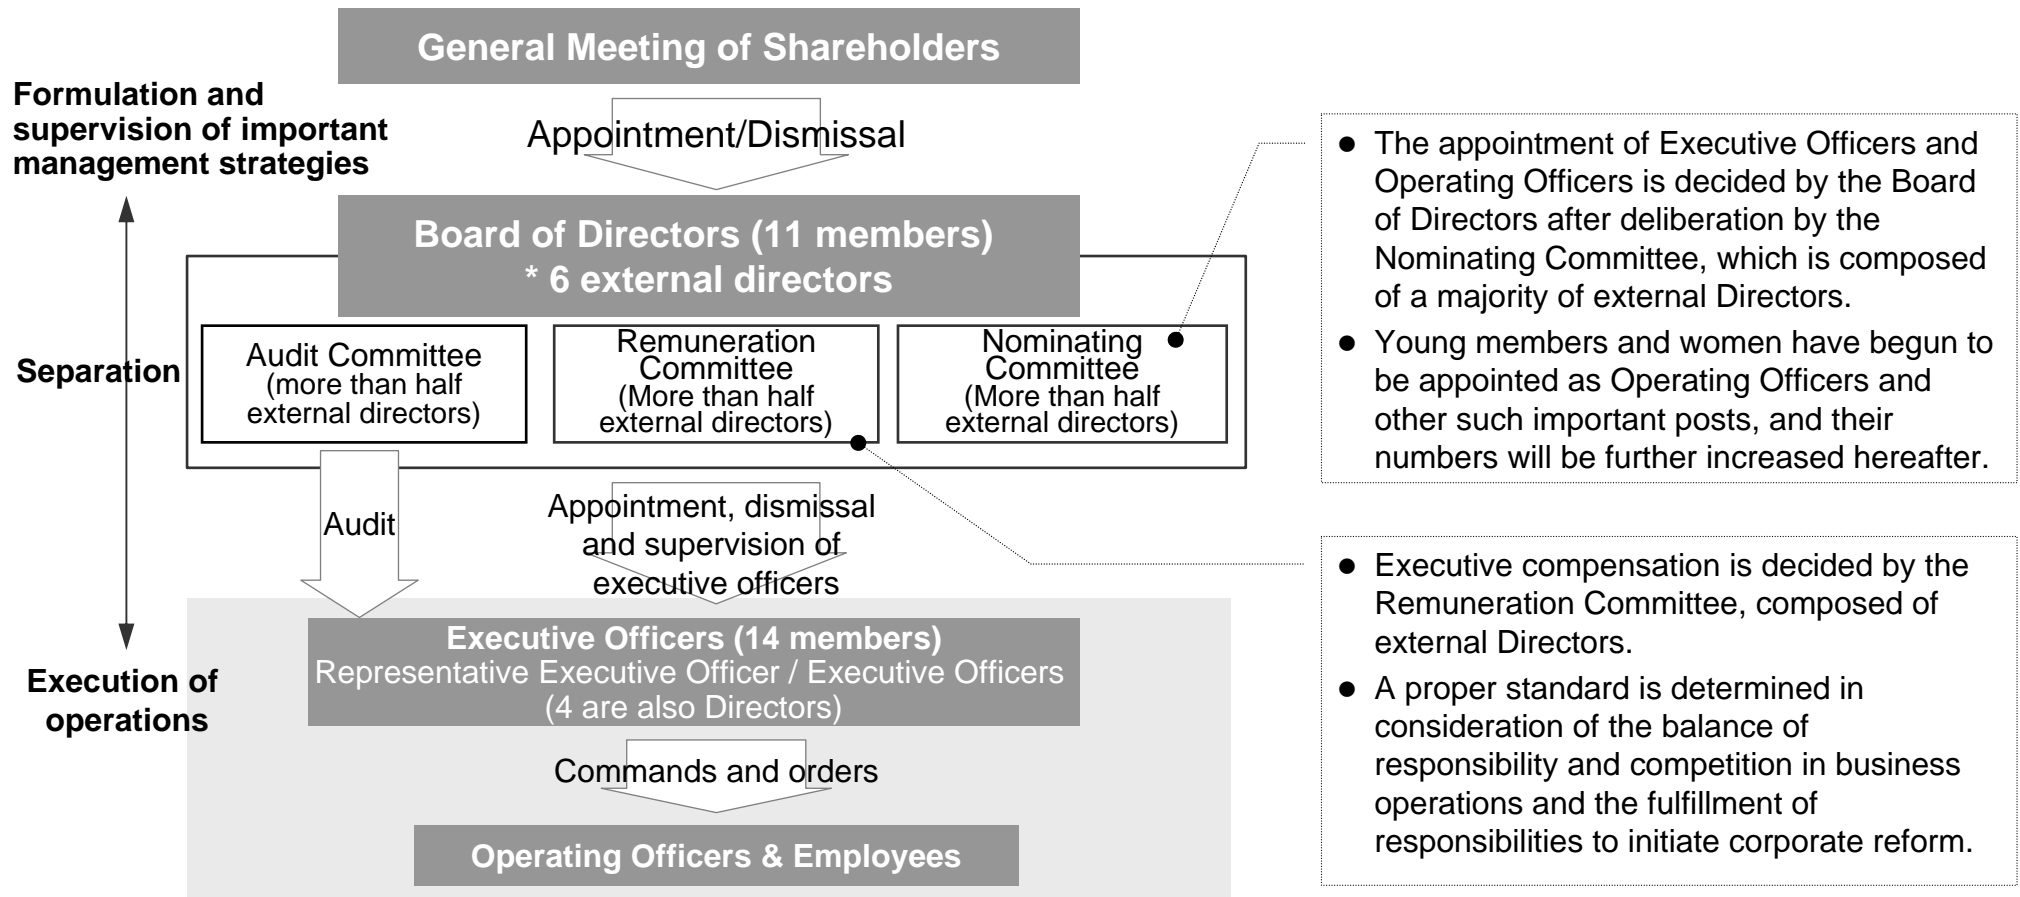 General Meeting of Shareholders
Formulation and
supervision of important
management strategies
Appointment/Dismissal
Board of Directors (11 members)
* 6 external directors
Separation
Audit Committee
(more than half
external directors)
Remuneration
Committee
(More than half
external directors)
Nominating
Committee
(More than half
external directors)
Audit
Appointment, dismissal
and supervision of
executive officers
Execution of
operations
Executive Officers (14 members)
Representative Executive Officer / Executive Officers
(4 are also Directors)
Commands and orders
Operating Officers & Employees
● The appointment of Executive Officers and
Operating Officers is decided by the Board
of Directors after deliberation by the
Nominating Committee, which is composed
of a majority of external Directors.
● Young members and women have begun to
be appointed as Operating Officers and
other such important posts, and their
numbers will be further increased hereafter.
● Executive compensation is decided by the
Remuneration Committee, composed of
external Directors.
● A proper standard is determined in
consideration of the balance of
responsibility and competition in business
operations and the fulfillment of
responsibilities to initiate corporate reform.